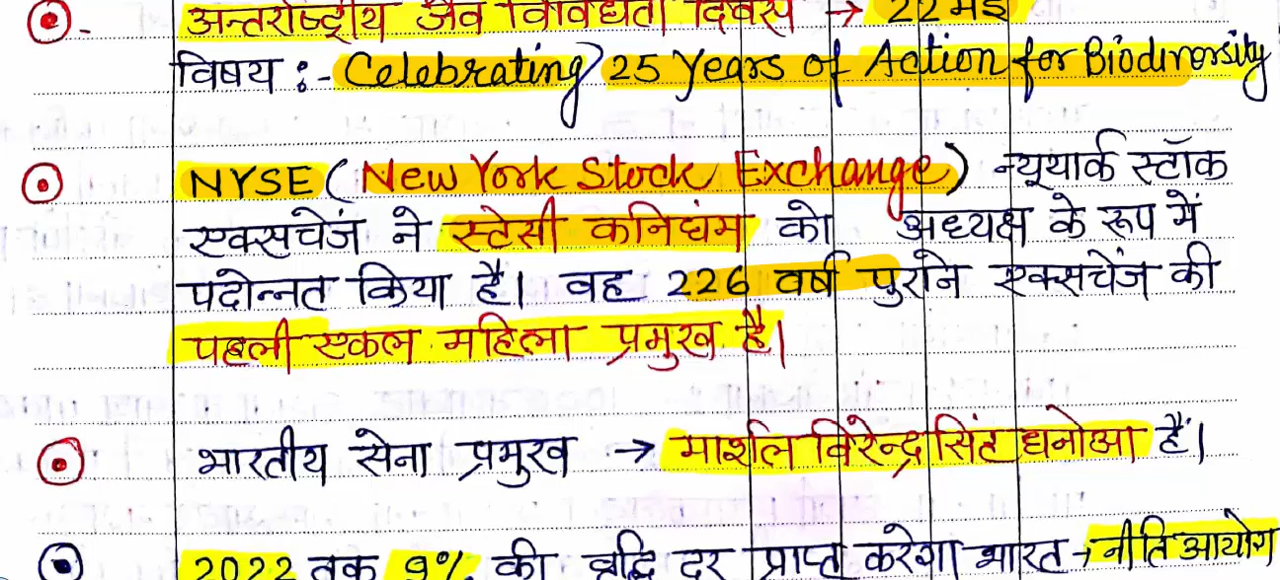 अन्तर्राष्ट्रीय जैव विविधता दिवस → 22 मई
विषय :- Celebrating 25 Years of Action for Biodiversity
NYSE (New York Stock Exchange) न्यूयार्क स्टॉक
एक्सचेंज ने स्टेसी कनिघंम को अध्यक्ष के रूप में
पदोन्नत किया है। वह 226 वर्ष पुराने एक्सचेंज की
पहली एकल महिला प्रमुख है।
भारतीय सेना प्रमुख → मार्शल विरेन्द्र सिंह धनोआ हैं।
2022 तक 9% की वृद्धि दर प्राप्त करेगा भारत → नीति आयोग